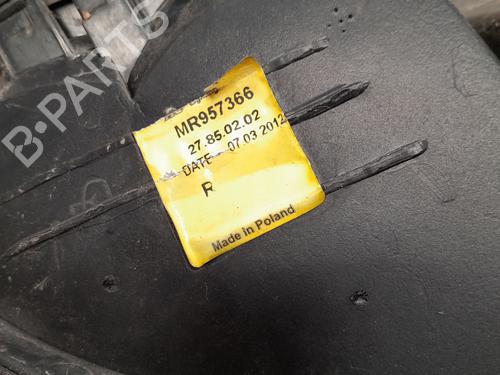 MR957366
27.85.02.02
DATE - 07 03 2012
R
Made in Poland
B-PARTS